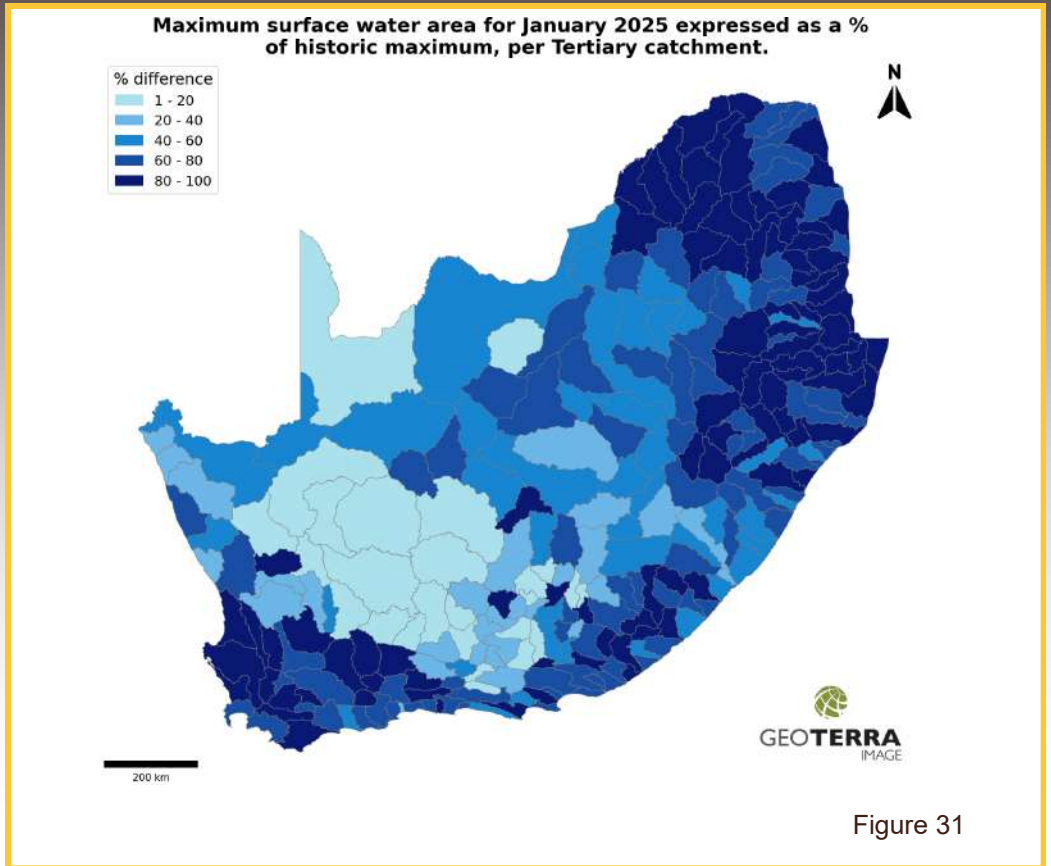 Maximum surface water area for January 2025 expressed as a %
of historic maximum, per Tertiary catchment.
% difference
1 - 20
20 - 40
40 - 60
60 - 80
80 - 100
N
GEOTERRA
IMAGE
200 km
Figure 31